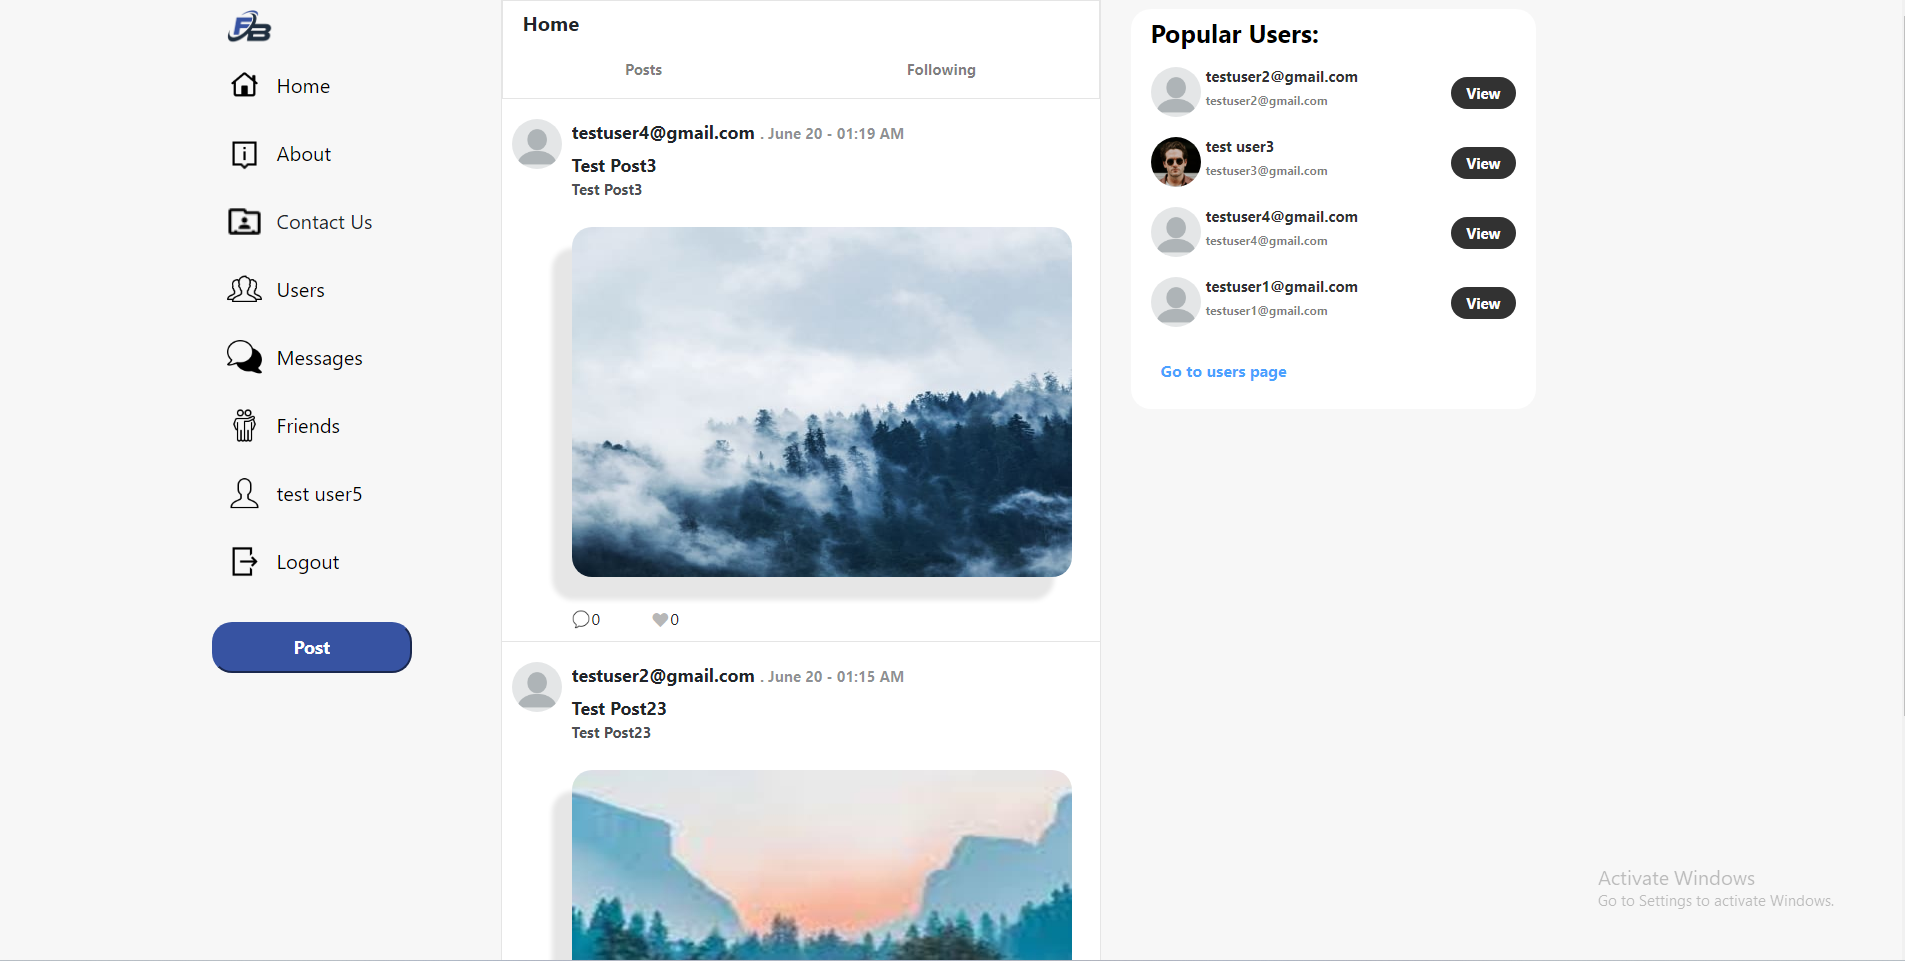 FB
Home
About
Contact Us
Users
Messages
Friends
test user5
Logout
Post
Home
Posts
Following
testuser4@gmail.com . June 20 - 01:19 AM
Test Post3
Test Post3
0
0
testuser2@gmail.com . June 20 - 01:15 AM
Test Post23
Test Post23
Popular Users:
testuser2@gmail.com
testuser2@gmail.com
View
test user3
testuser3@gmail.com
View
testuser4@gmail.com
testuser4@gmail.com
View
testuser1@gmail.com
testuser1@gmail.com
View
Go to users page
Activate Windows
Go to Settings to activate Windows.